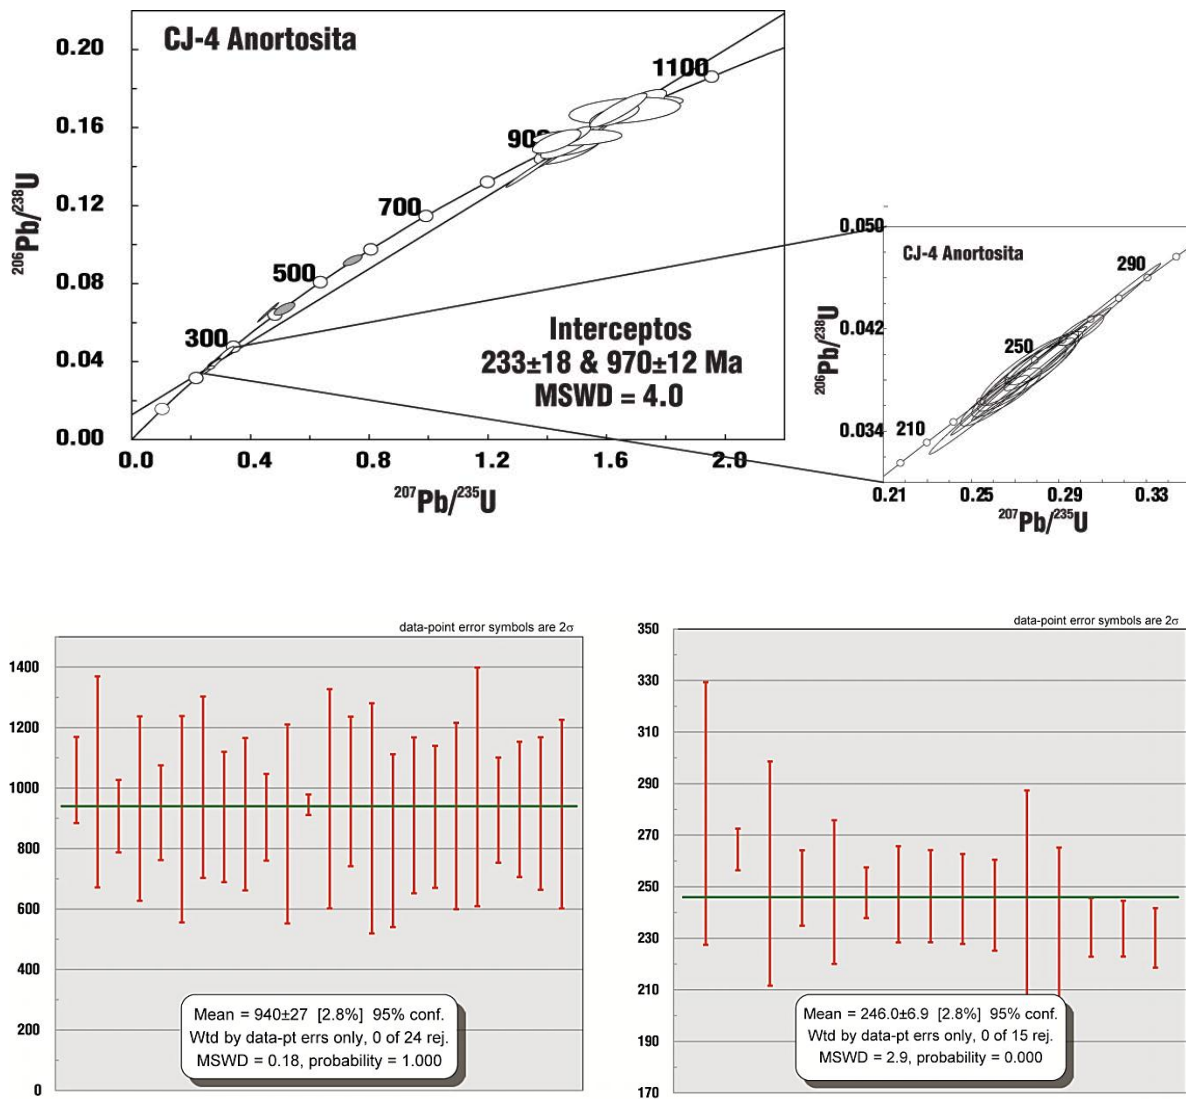 CJ-4 Anortosita
0.20
0.16
0.12
0.08
0.04
0.00
²⁰⁶Pb/²³⁸U
1100
900
700
500
300
Interceptos
233±18 & 970±12 Ma
MSWD = 4.0
0.0 0.4 0.8 1.2 1.6 2.0
²⁰⁷Pb/²³⁵U
CJ-4 Anortosita
0.050
0.042
0.034
²⁰⁶Pb/²³⁸U
290
250
210
0.21 0.25 0.29 0.33
²⁰⁷Pb/²³⁵U
data-point error symbols are 2σ
1400
1200
1000
800
600
400
200
0
Mean = 940±27 [2.8%] 95% conf.
Wtd by data-pt errs only, 0 of 24 rej.
MSWD = 0.18, probability = 1.000
data-point error symbols are 2σ
350
330
310
290
270
250
230
210
190
170
Mean = 246.0±6.9 [2.8%] 95% conf.
Wtd by data-pt errs only, 0 of 15 rej.
MSWD = 2.9, probability = 0.000